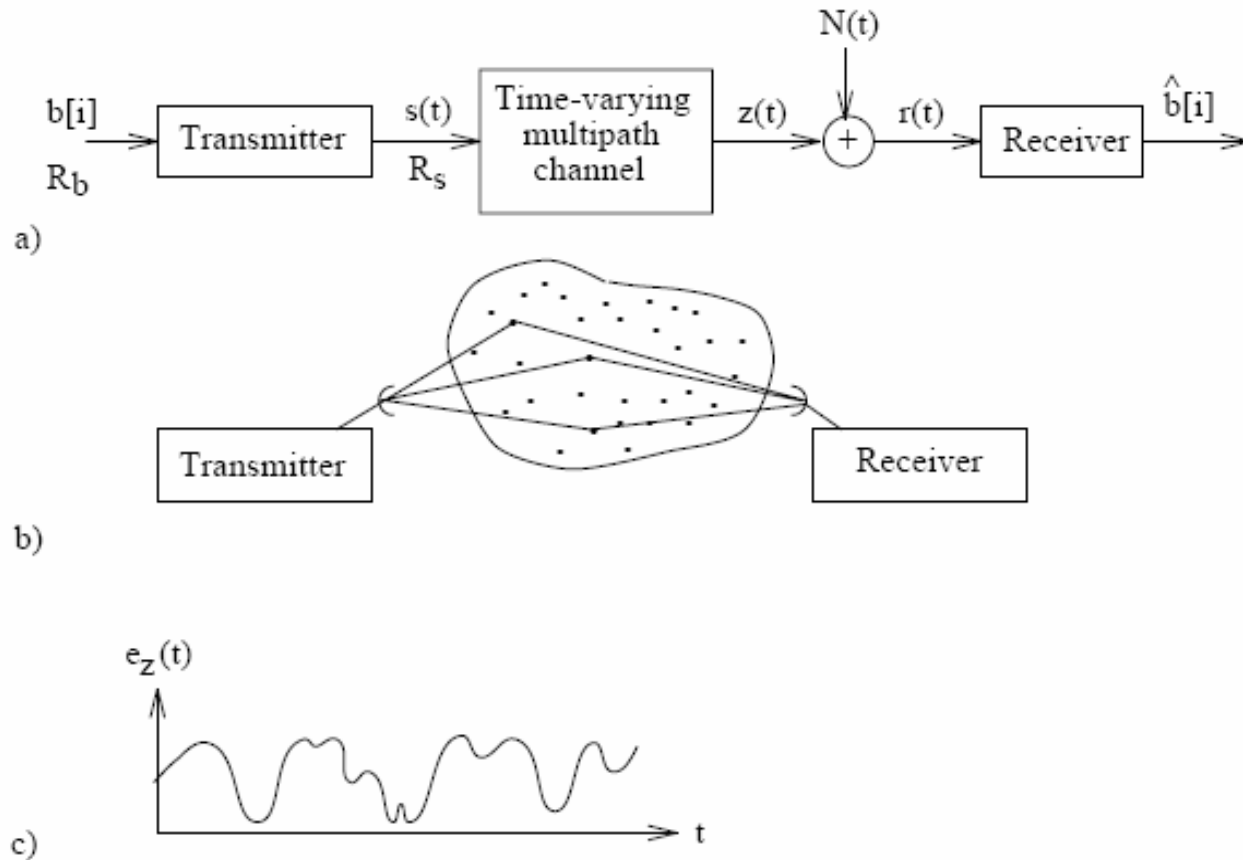 N(t)
b[i]
Transmitter
s(t)
Time-varying
multipath
channel
z(t)
+
r(t)
Receiver
b̂[i]
R_b
R_s
a)
Transmitter
Receiver
b)
e_z(t)
t
c)